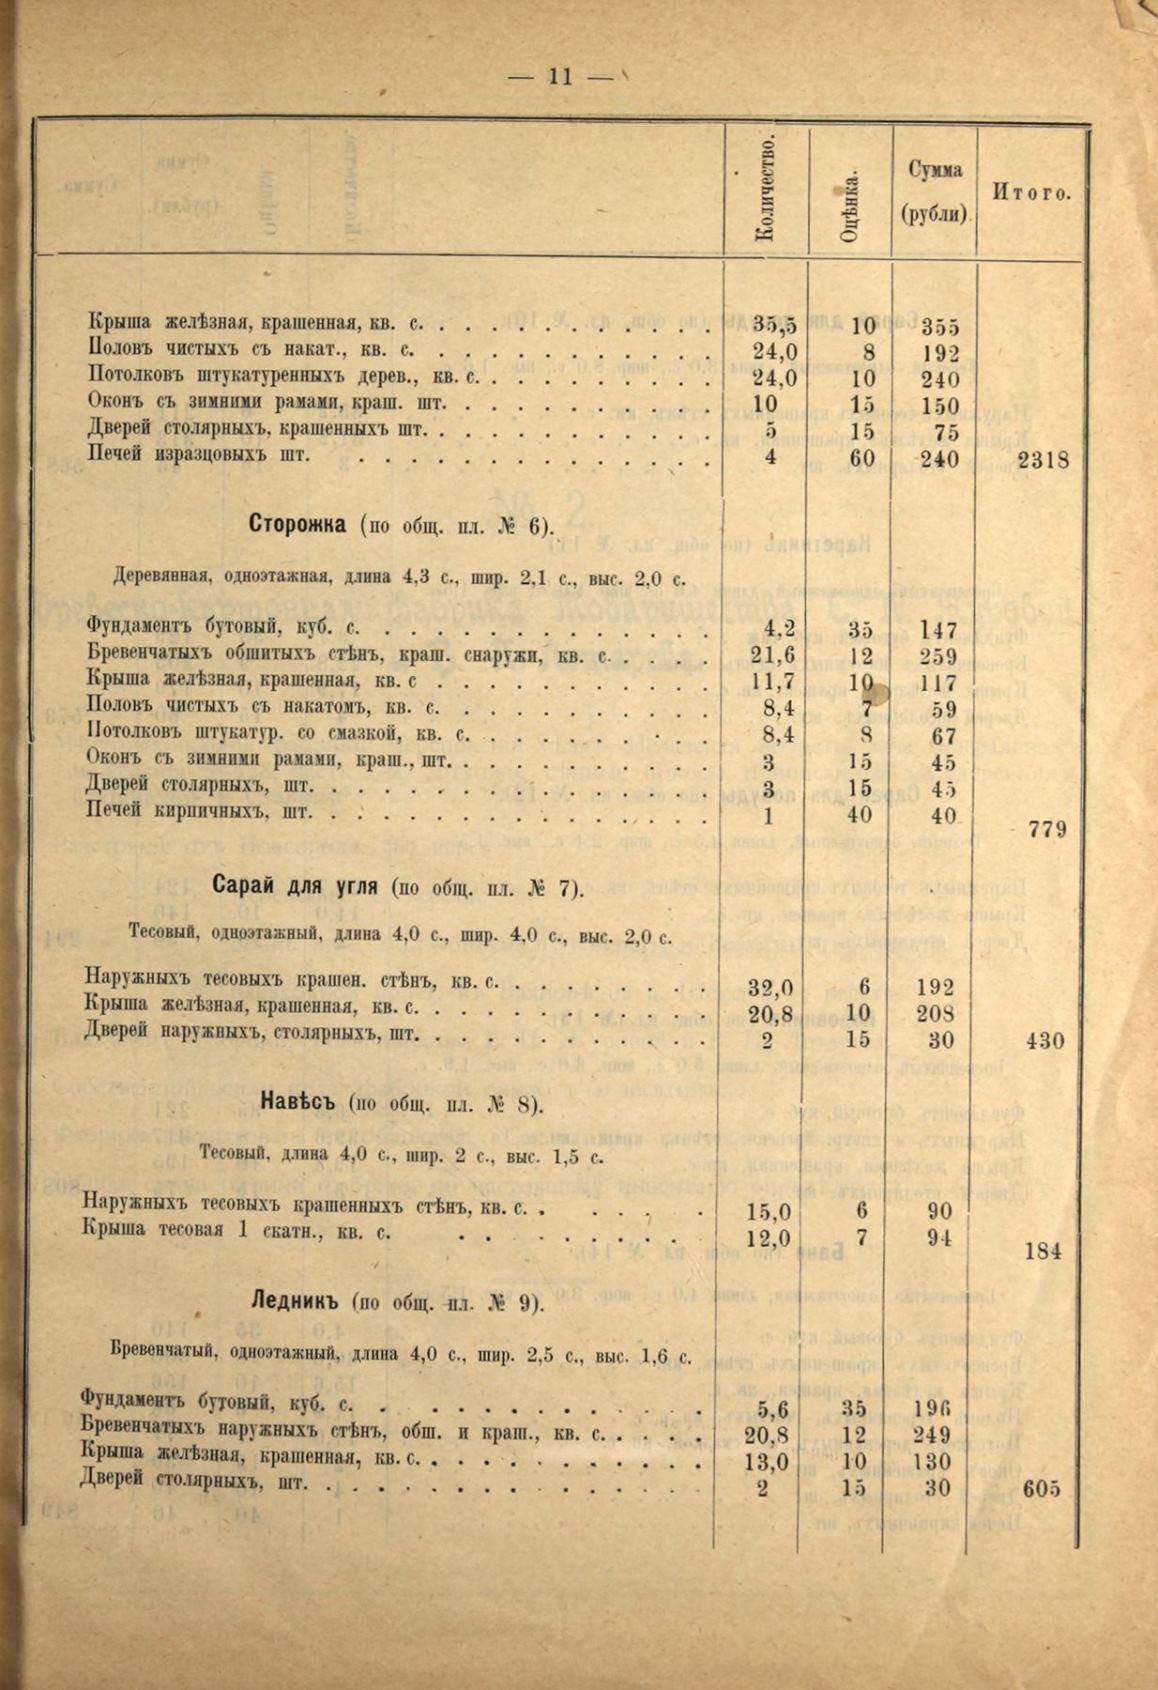 — 11 —
Количество.
Оцѣнка.
Сумма
(рубли).
Итого.
Крыша желѣзная, крашенная, кв. с. 35,5 10 355
Половъ чистыхъ съ накат., кв. с. 24,0 8 192
Потолковъ штукатуренныхъ дерев., кв. с. 24,0 10 240
Оконъ съ зимними рамами, краш. шт. 10 15 150
Дверей столярныхъ, крашенныхъ шт. 5 15 75
Печей изразцовыхъ шт. 4 60 240 2318
Сторожка (по общ. пл. № 6).
Деревянная, одноэтажная, длина 4,3 с., шир. 2,1 с., выс. 2,0 с.
Фундаментъ бутовый, куб. с. 4,2 35 147
Бревенчатыхъ обшитыхъ стѣнъ, краш. снаружи, кв. с. 21,6 12 259
Крыша желѣзная, крашенная, кв. с 11,7 10 117
Половъ чистыхъ съ накатомъ, кв. с. 8,4 7 59
Потолковъ штукатур. со смазкой, кв. с. 8,4 8 67
Оконъ съ зимними рамами, краш., шт. 3 15 45
Дверей столярныхъ, шт. 3 15 45
Печей кирпичныхъ, шт. 1 40 40 779
Сарай для угля (по общ. пл. № 7).
Тесовый, одноэтажный, длина 4,0 с., шир. 4,0 с., выс. 2,0 с.
Наружныхъ тесовыхъ крашен. стѣнъ, кв. с. 32,0 6 192
Крыша желѣзная, крашенная, кв. с. 20,8 10 208
Дверей наружныхъ, столярныхъ, шт. 2 15 30 430
Навѣсъ (по общ. пл. № 8).
Тесовый, длина 4,0 с., шир. 2 с., выс. 1,5 с.
Наружныхъ тесовыхъ крашенныхъ стѣнъ, кв. с. 15,0 6 90
Крыша тесовая 1 скатн., кв. с. 12,0 7 94 184
Ледникъ (по общ. пл. № 9).
Бревенчатый, одноэтажный, длина 4,0 с., шир. 2,5 с., выс. 1,6 с.
Фундаментъ бутовый, куб. с. 5,6 35 196
Бревенчатыхъ наружныхъ стѣнъ, обш. и краш., кв. с. 20,8 12 249
Крыша желѣзная, крашенная, кв. с. 13,0 10 130
Дверей столярныхъ, шт. 2 15 30 605